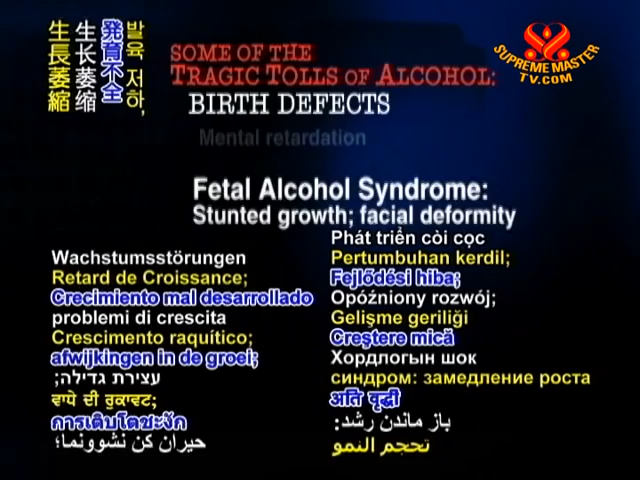 生長萎縮
生长萎缩
発育不全
발육 저하,
SOME OF THE
TRAGIC TOLLS OF ALCOHOL:
BIRTH DEFECTS
Mental retardation
SUPREME MASTER
TV.COM
Fetal Alcohol Syndrome:
Stunted growth; facial deformity
Wachstumsstörungen
Retard de Croissance;
Crecimiento mal desarrollado
problemi di crescita
Crescimento raquítico;
afwijkingen in de groei;
עצירת גדילה;
ਵਾਧੇ ਦੀ ਰੁਕਾਵਟ;
การเติบโตชะงัก
حیران کن نشوونما؛
Phát triển còi cọc
Pertumbuhan kerdil;
Fejlődési hiba;
Opóźniony rozwój;
Gelişme geriliği
Creştere mică
Хордлогын шок
синдром: замедление роста
अति वृद्धी
باز ماندن رشد:
تحجم النمو